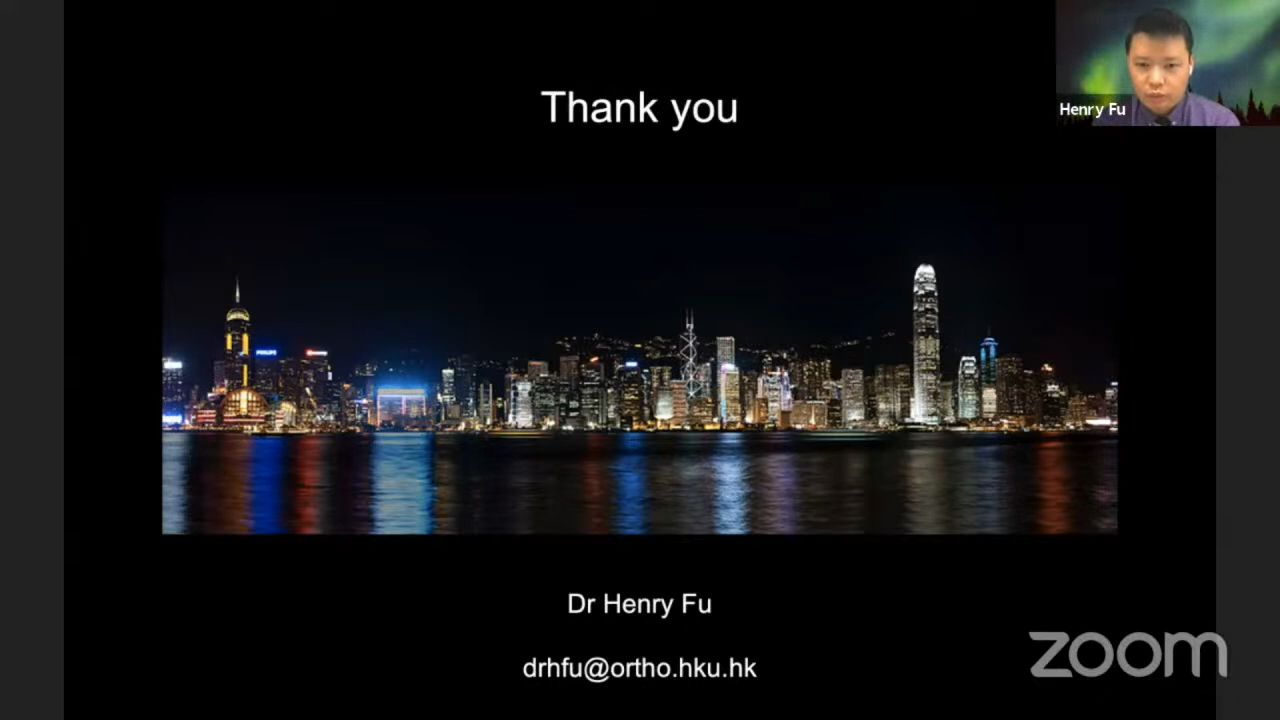 Thank you
Henry Fu
PHILIPS
Dr Henry Fu
drhfu@ortho.hku.hk
zoom